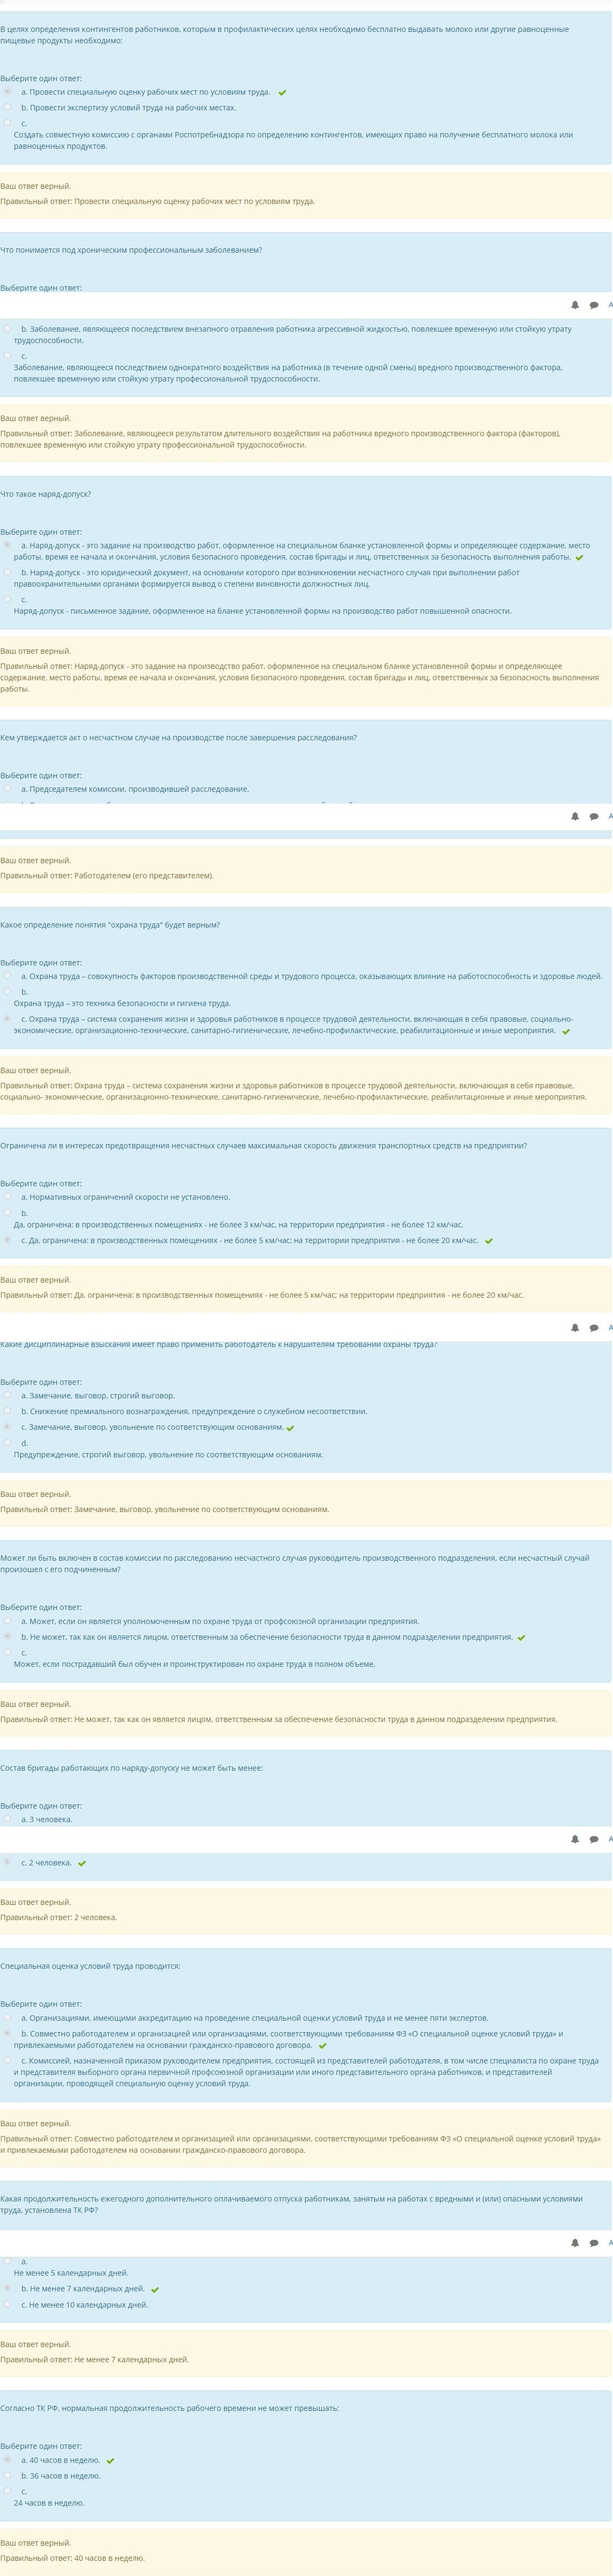 В целях определения контингентов работников, которым в профилактических целях необходимо бесплатно выдавать молоко или другие равноценные
пищевые продукты необходимо:
Выберите один ответ:
a. Провести специальную оценку рабочих мест по условиям труда.
b. Провести экспертизу условий труда на рабочих местах.
c.
Создать совместную комиссию с органами Роспотребнадзора по определению контингентов, имеющих право на получение бесплатного молока или
равноценных продуктов.
Ваш ответ верный.
Правильный ответ: Провести специальную оценку рабочих мест по условиям труда.
Что понимается под хроническим профессиональным заболеванием?
Выберите один ответ:
А
b. Заболевание, являющееся последствием внезапного отравления работника агрессивной жидкостью, повлекшее временную или стойкую утрату
трудоспособности.
c.
Заболевание, являющееся последствием однократного воздействия на работника (в течение одной смены) вредного производственного фактора,
повлекшее временную или стойкую утрату профессиональной трудоспособности.
Ваш ответ верный.
Правильный ответ: Заболевание, являющееся результатом длительного воздействия на работника вредного производственного фактора (факторов),
повлекшее временную или стойкую утрату профессиональной трудоспособности.
Что такое наряд-допуск?
Выберите один ответ:
a. Наряд-допуск - это задание на производство работ, оформленное на специальном бланке установленной формы и определяющее содержание, место
работы, время ее начала и окончания, условия безопасного проведения, состав бригады и лиц, ответственных за безопасность выполнения работы.
b. Наряд-допуск - это юридический документ, на основании которого при возникновении несчастного случая при выполнении работ
правоохранительными органами формируется вывод о степени виновности должностных лиц.
c.
Наряд-допуск - письменное задание, оформленное на бланке установленной формы на производство работ повышенной опасности.
Ваш ответ верный.
Правильный ответ: Наряд-допуск - это задание на производство работ, оформленное на специальном бланке установленной формы и определяющее
содержание, место работы, время ее начала и окончания, условия безопасного проведения, состав бригады и лиц, ответственных за безопасность выполнения
работы.
Кем утверждается акт о несчастном случае на производстве после завершения расследования?
Выберите один ответ:
a. Председателем комиссии, производившей расследование.
А
Ваш ответ верный.
Правильный ответ: Работодателем (его представителем).
Какое определение понятия "охрана труда" будет верным?
Выберите один ответ:
a. Охрана труда – совокупность факторов производственной среды и трудового процесса, оказывающих влияние на работоспособность и здоровье людей.
b.
Охрана труда – это техника безопасности и гигиена труда.
c. Охрана труда – система сохранения жизни и здоровья работников в процессе трудовой деятельности, включающая в себя правовые, социально-
экономические, организационно-технические, санитарно-гигиенические, лечебно-профилактические, реабилитационные и иные мероприятия.
Ваш ответ верный.
Правильный ответ: Охрана труда – система сохранения жизни и здоровья работников в процессе трудовой деятельности, включающая в себя правовые,
социально- экономические, организационно-технические, санитарно-гигиенические, лечебно-профилактические, реабилитационные и иные мероприятия.
Ограничена ли в интересах предотвращения несчастных случаев максимальная скорость движения транспортных средств на предприятии?
Выберите один ответ:
a. Нормативных ограничений скорости не установлено.
b.
Да, ограничена: в производственных помещениях - не более 3 км/час, на территории предприятия - не более 12 км/час.
c. Да, ограничена: в производственных помещениях - не более 5 км/час; на территории предприятия - не более 20 км/час.
Ваш ответ верный.
Правильный ответ: Да, ограничена: в производственных помещениях - не более 5 км/час; на территории предприятия - не более 20 км/час.
А
Какие дисциплинарные взыскания имеет право применить работодатель к нарушителям требований охраны труда?
Выберите один ответ:
a. Замечание, выговор, строгий выговор.
b. Снижение премиального вознаграждения, предупреждение о служебном несоответствии.
c. Замечание, выговор, увольнение по соответствующим основаниям.
d.
Предупреждение, строгий выговор, увольнение по соответствующим основаниям.
Ваш ответ верный.
Правильный ответ: Замечание, выговор, увольнение по соответствующим основаниям.
Может ли быть включен в состав комиссии по расследованию несчастного случая руководитель производственного подразделения, если несчастный случай
произошел с его подчиненным?
Выберите один ответ:
a. Может, если он является уполномоченным по охране труда от профсоюзной организации предприятия.
b. Не может, так как он является лицом, ответственным за обеспечение безопасности труда в данном подразделении предприятия.
c.
Может, если пострадавший был обучен и проинструктирован по охране труда в полном объеме.
Ваш ответ верный.
Правильный ответ: Не может, так как он является лицом, ответственным за обеспечение безопасности труда в данном подразделении предприятия.
Состав бригады работающих по наряду-допуску не может быть менее:
Выберите один ответ:
a. 3 человека.
А
c. 2 человека.
Ваш ответ верный.
Правильный ответ: 2 человека.
Специальная оценка условий труда проводится:
Выберите один ответ:
a. Организациями, имеющими аккредитацию на проведение специальной оценки условий труда и не менее пяти экспертов.
b. Совместно работодателем и организацией или организациями, соответствующими требованиям ФЗ «О специальной оценке условий труда» и
привлекаемыми работодателем на основании гражданско-правового договора.
c. Комиссией, назначенной приказом руководителем предприятия, состоящей из представителей работодателя, в том числе специалиста по охране труда
и представителя выборного органа первичной профсоюзной организации или иного представительного органа работников, и представителей
организации, проводящей специальную оценку условий труда.
Ваш ответ верный.
Правильный ответ: Совместно работодателем и организацией или организациями, соответствующими требованиям ФЗ «О специальной оценке условий труда»
и привлекаемыми работодателем на основании гражданско-правового договора.
Какая продолжительность ежегодного дополнительного оплачиваемого отпуска работникам, занятым на работах с вредными и (или) опасными условиями
труда, установлена ТК РФ?
А
a.
Не менее 5 календарных дней.
b. Не менее 7 календарных дней.
c. Не менее 10 календарных дней.
Ваш ответ верный.
Правильный ответ: Не менее 7 календарных дней.
Согласно ТК РФ, нормальная продолжительность рабочего времени не может превышать:
Выберите один ответ:
a. 40 часов в неделю.
b. 36 часов в неделю.
c.
24 часов в неделю.
Ваш ответ верный.
Правильный ответ: 40 часов в неделю.